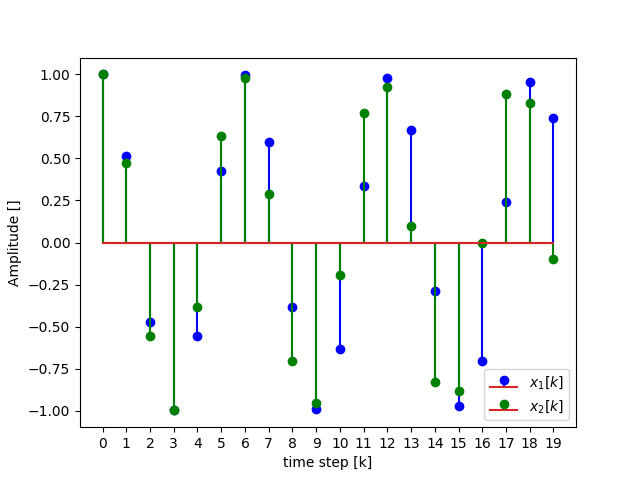 1.00
0.75
0.50
0.25
0.00
−0.25
−0.50
−0.75
−1.00
Amplitude []
0 1 2 3 4 5 6 7 8 9 10 11 12 13 14 15 16 17 18 19
time step [k]
x₁[k]
x₂[k]